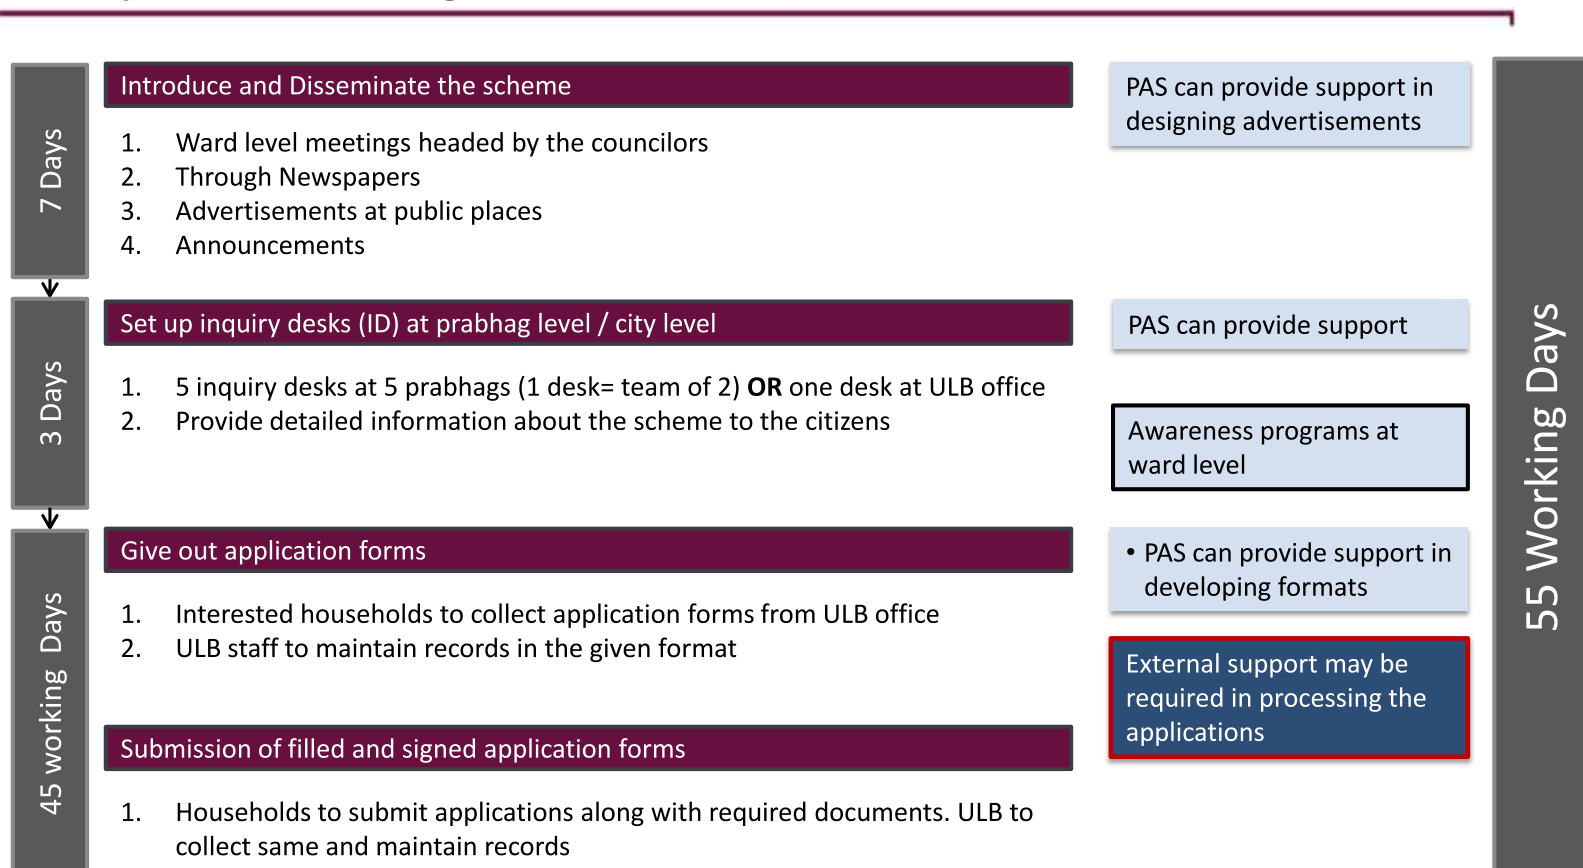 7 Days
Introduce and Disseminate the scheme
1. Ward level meetings headed by the councilors
2. Through Newspapers
3. Advertisements at public places
4. Announcements
PAS can provide support in
designing advertisements
3 Days
Set up inquiry desks (ID) at prabhag level / city level
1. 5 inquiry desks at 5 prabhags (1 desk= team of 2) OR one desk at ULB office
2. Provide detailed information about the scheme to the citizens
PAS can provide support
Awareness programs at
ward level
45 working Days
Give out application forms
1. Interested households to collect application forms from ULB office
2. ULB staff to maintain records in the given format
• PAS can provide support in
developing formats
External support may be
required in processing the
applications
Submission of filled and signed application forms
1. Households to submit applications along with required documents. ULB to
collect same and maintain records
55 Working Days